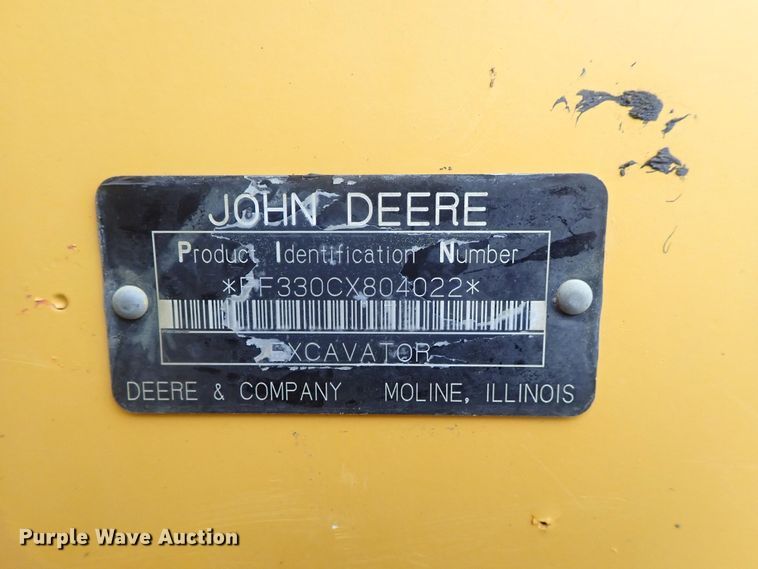 JOHN DEERE
Product Identification Number
*FF330CX804022*
EXCAVATOR
DEERE & COMPANY MOLINE, ILLINOIS
Purple Wave Auction